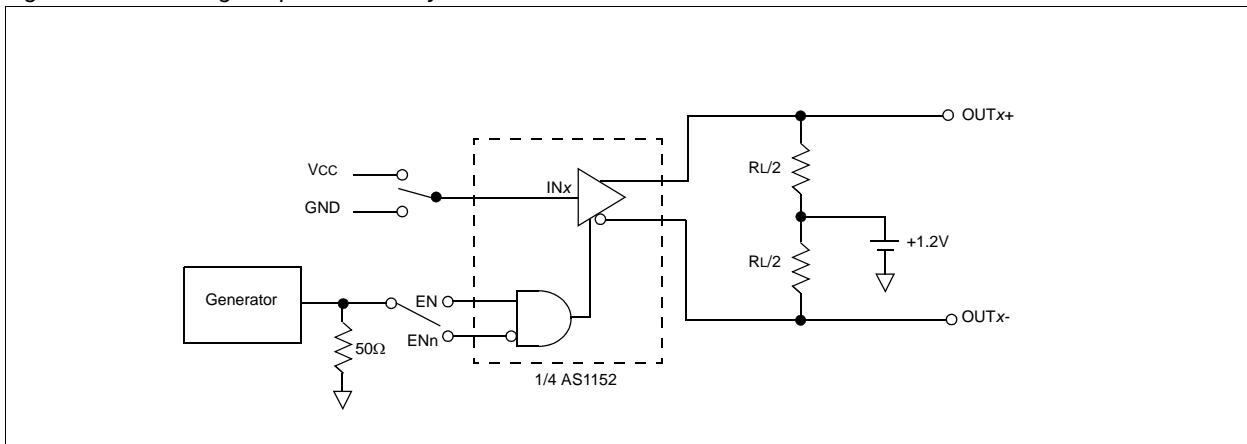 VCC
GND
INx
OUTx+
RL/2
+1.2V
RL/2
OUTx-
Generator
50Ω
EN
ENn
1/4 AS1152